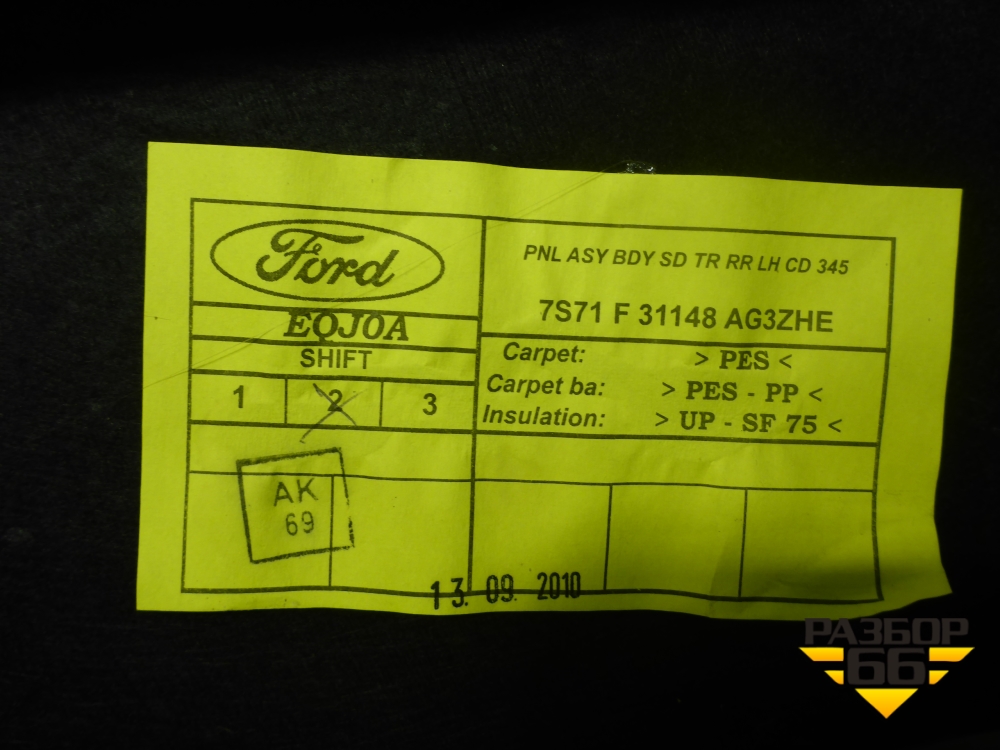 Ford
EQJ0A
SHIFT
1 2 3
AK
69
PNL ASY BDY SD TR RR LH CD 345
7S71 F 31148 AG3ZHE
Carpet: > PES <
Carpet ba: > PES - PP <
Insulation: > UP - SF 75 <
13. 09. 2010
РАЗБОР
66